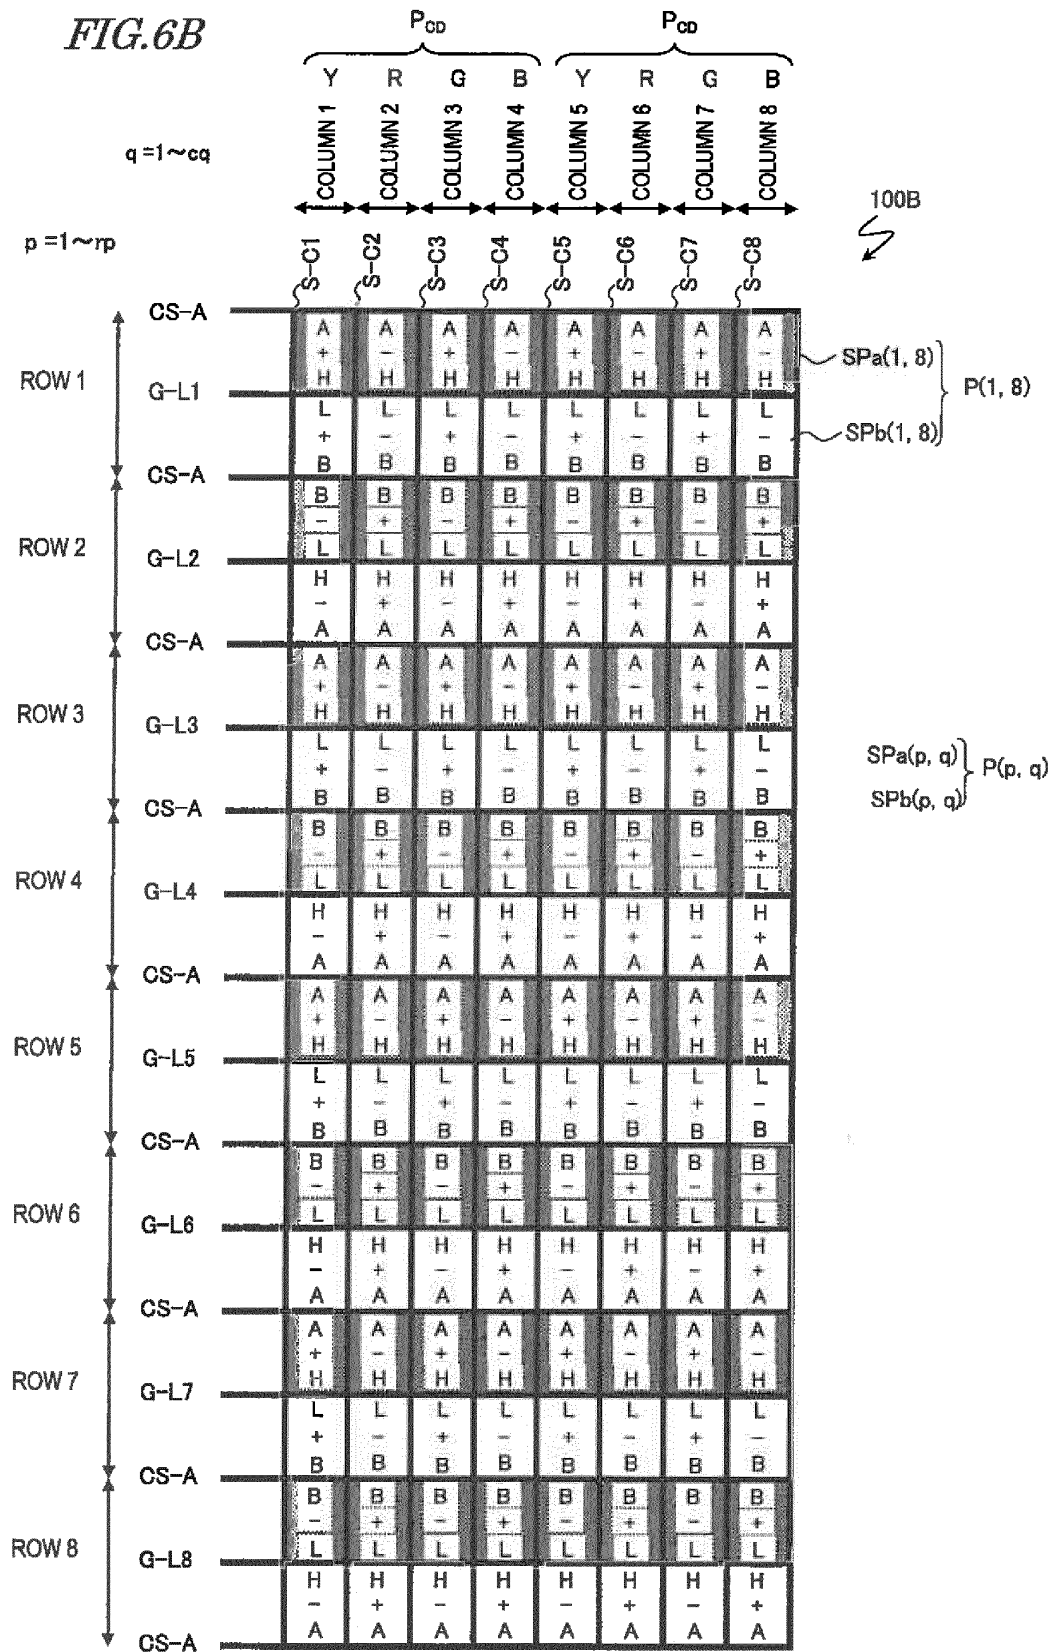 FIG.6B
P_CD P_CD
Y R G B Y R G B
q =1~cq
COLUMN 1 COLUMN 2 COLUMN 3 COLUMN 4 COLUMN 5 COLUMN 6 COLUMN 7 COLUMN 8
100B
p =1~rp
S-C1 S-C2 S-C3 S-C4 S-C5 S-C6 S-C7 S-C8
CS-A
A A A A A A A A
+ - + - + - + -
H H H H H H H H
SPa(1, 8)
ROW 1
P(1, 8)
G-L1
L L L L L L L L
+ - + - + - + -
B B B B B B B B
SPb(1, 8)
CS-A
B B B B B B B B
- + - + - + - +
L L L L L L L L
ROW 2
G-L2
H H H H H H H H
- + - + - + - +
A A A A A A A A
CS-A
A A A A A A A A
+ - + - + - + -
H H H H H H H H
ROW 3
G-L3
L L L L L L L L
+ - + - + - + -
B B B B B B B B
SPa(p, q)
P(p, q)
SPb(p, q)
CS-A
B B B B B B B B
- + - + - + - +
L L L L L L L L
ROW 4
G-L4
H H H H H H H H
- + - + - + - +
A A A A A A A A
CS-A
A A A A A A A A
+ - + - + - + -
H H H H H H H H
ROW 5
G-L5
L L L L L L L L
+ - + - + - + -
B B B B B B B B
CS-A
B B B B B B B B
- + - + - + - +
L L L L L L L L
ROW 6
G-L6
H H H H H H H H
- + - + - + - +
A A A A A A A A
CS-A
A A A A A A A A
+ - + - + - + -
H H H H H H H H
ROW 7
G-L7
L L L L L L L L
+ - + - + - + -
B B B B B B B B
CS-A
B B B B B B B B
- + - + - + - +
L L L L L L L L
ROW 8
G-L8
H H H H H H H H
- + - + - + - +
A A A A A A A A
CS-A